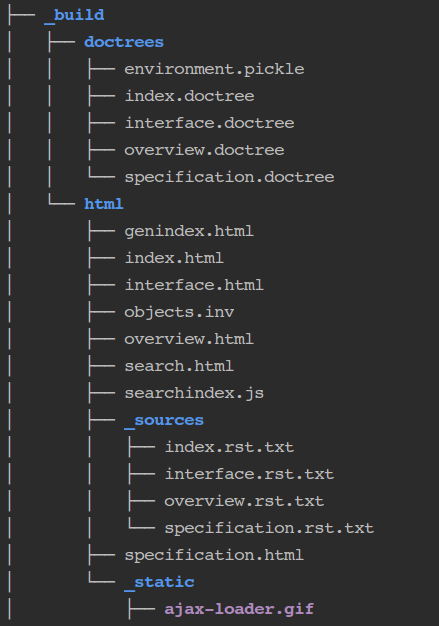 ├── _build
│   ├── doctrees
│   │   ├── environment.pickle
│   │   ├── index.doctree
│   │   ├── interface.doctree
│   │   ├── overview.doctree
│   │   └── specification.doctree
│   └── html
│       ├── genindex.html
│       ├── index.html
│       ├── interface.html
│       ├── objects.inv
│       ├── overview.html
│       ├── search.html
│       ├── searchindex.js
│       ├── _sources
│       │   ├── index.rst.txt
│       │   ├── interface.rst.txt
│       │   ├── overview.rst.txt
│       │   └── specification.rst.txt
│       ├── specification.html
│       └── _static
│           ├── ajax-loader.gif